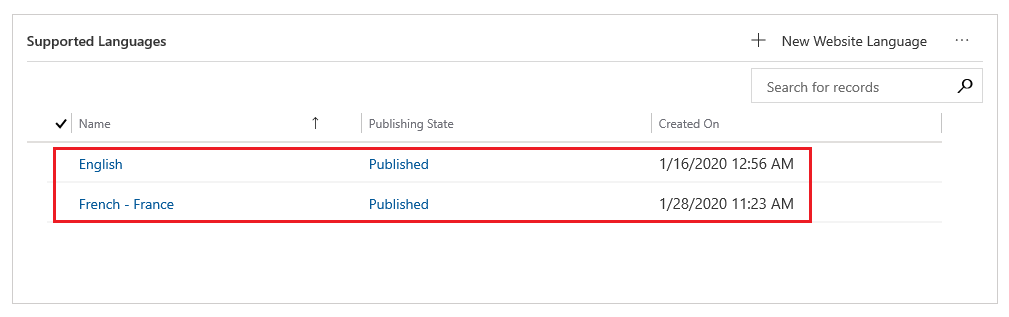 Supported Languages + New Website Language ...
Search for records
Name ↑ Publishing State Created On
English Published 1/16/2020 12:56 AM
French - France Published 1/28/2020 11:23 AM